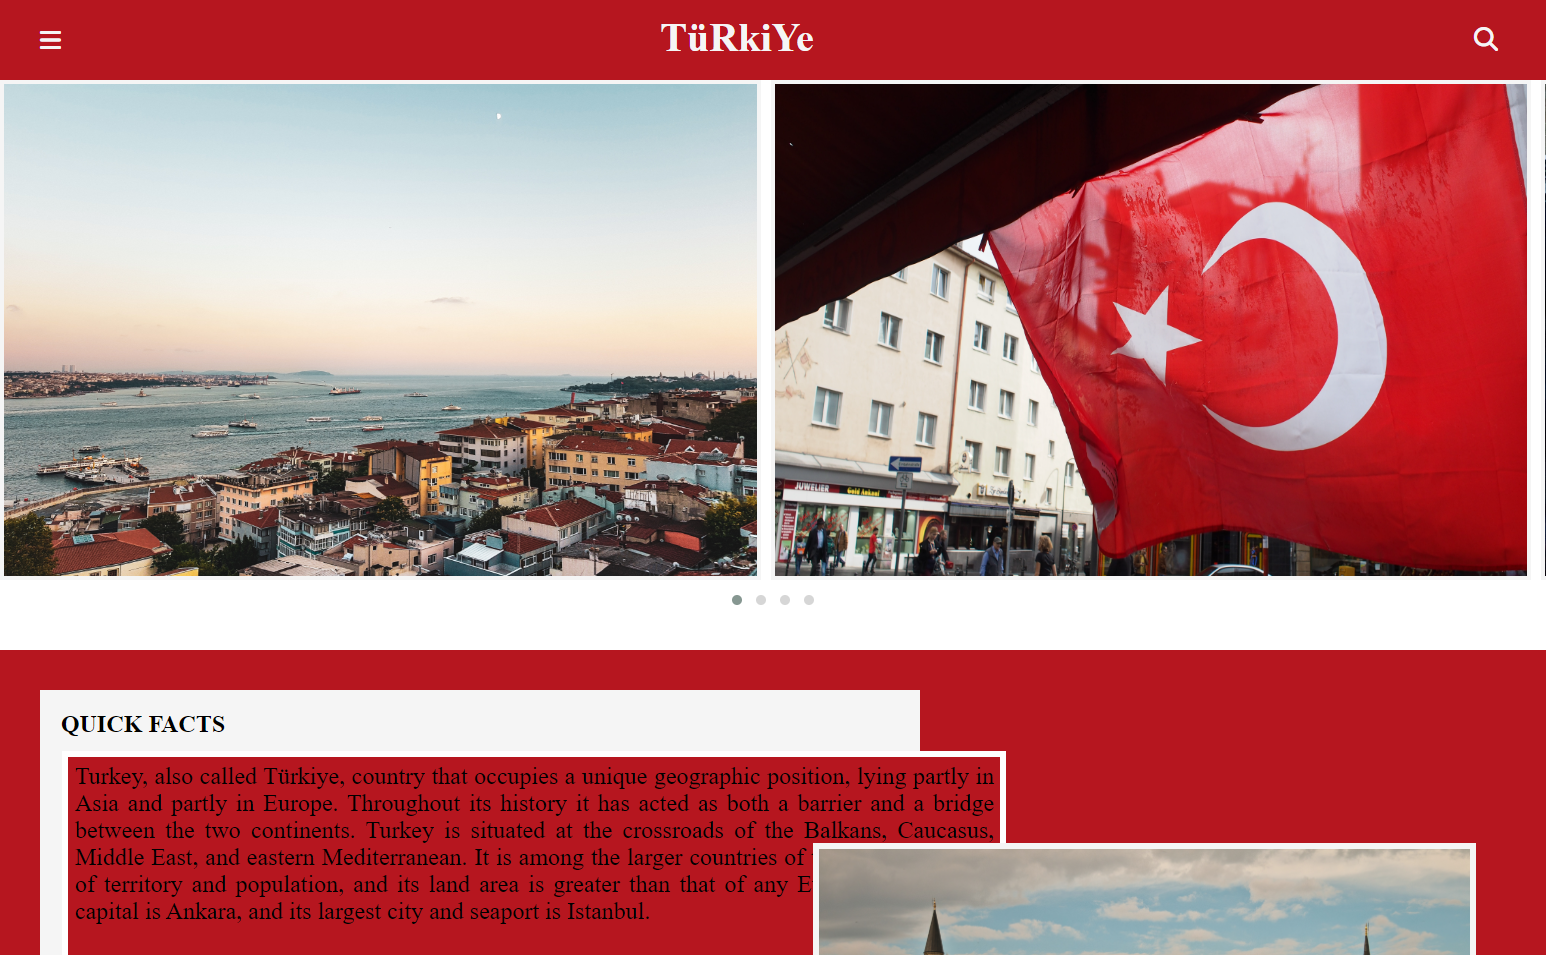 TüRkiYe
JUWELIER
QUICK FACTS
Turkey, also called Türkiye, country that occupies a unique geographic position, lying partly in
Asia and partly in Europe. Throughout its history it has acted as both a barrier and a bridge
between the two continents. Turkey is situated at the crossroads of the Balkans, Caucasus,
Middle East, and eastern Mediterranean. It is among the larger countries of
of territory and population, and its land area is greater than that of any E
capital is Ankara, and its largest city and seaport is Istanbul.